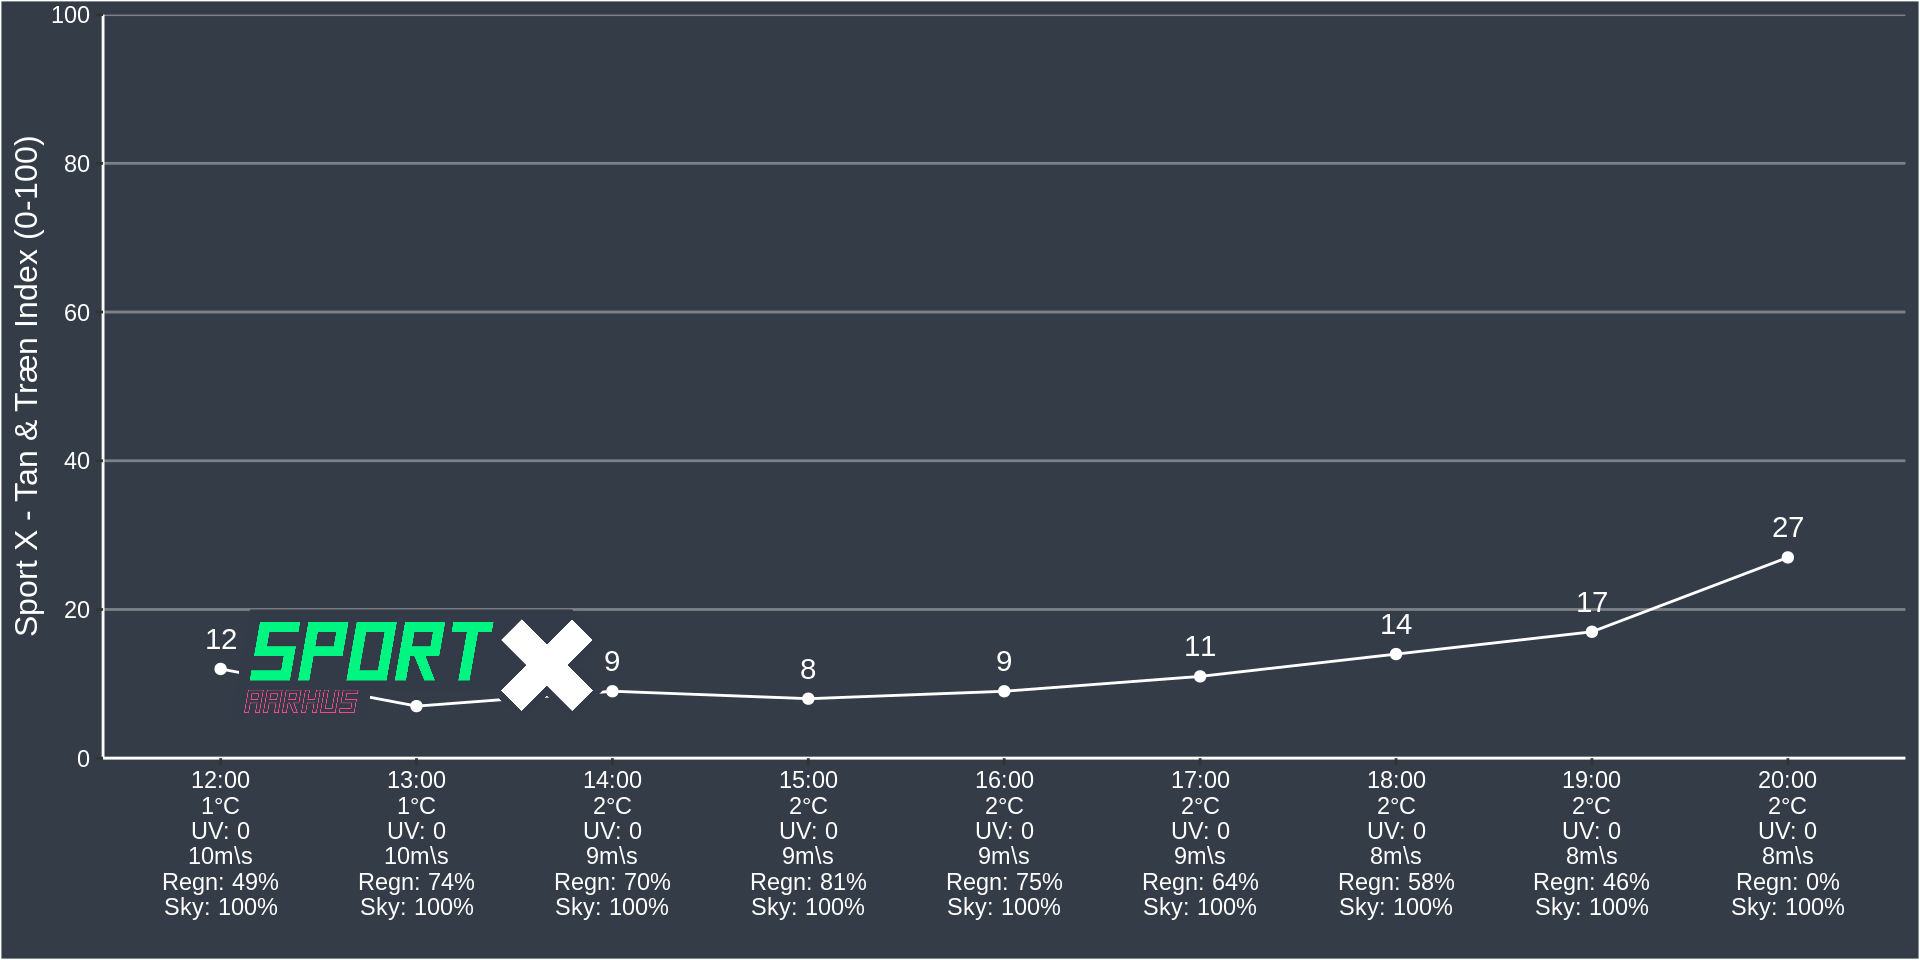 Sport X - Tan & Træn Index (0-100)
100
80
60
40
20
0
12
9
8
9
11
14
17
27
SPORT X
AARHUS
12:00 13:00 14:00 15:00 16:00 17:00 18:00 19:00 20:00
1°C 1°C 2°C 2°C 2°C 2°C 2°C 2°C 2°C
UV: 0 UV: 0 UV: 0 UV: 0 UV: 0 UV: 0 UV: 0 UV: 0 UV: 0
10m\s 10m\s 9m\s 9m\s 9m\s 9m\s 8m\s 8m\s 8m\s
Regn: 49% Regn: 74% Regn: 70% Regn: 81% Regn: 75% Regn: 64% Regn: 58% Regn: 46% Regn: 0%
Sky: 100% Sky: 100% Sky: 100% Sky: 100% Sky: 100% Sky: 100% Sky: 100% Sky: 100% Sky: 100%